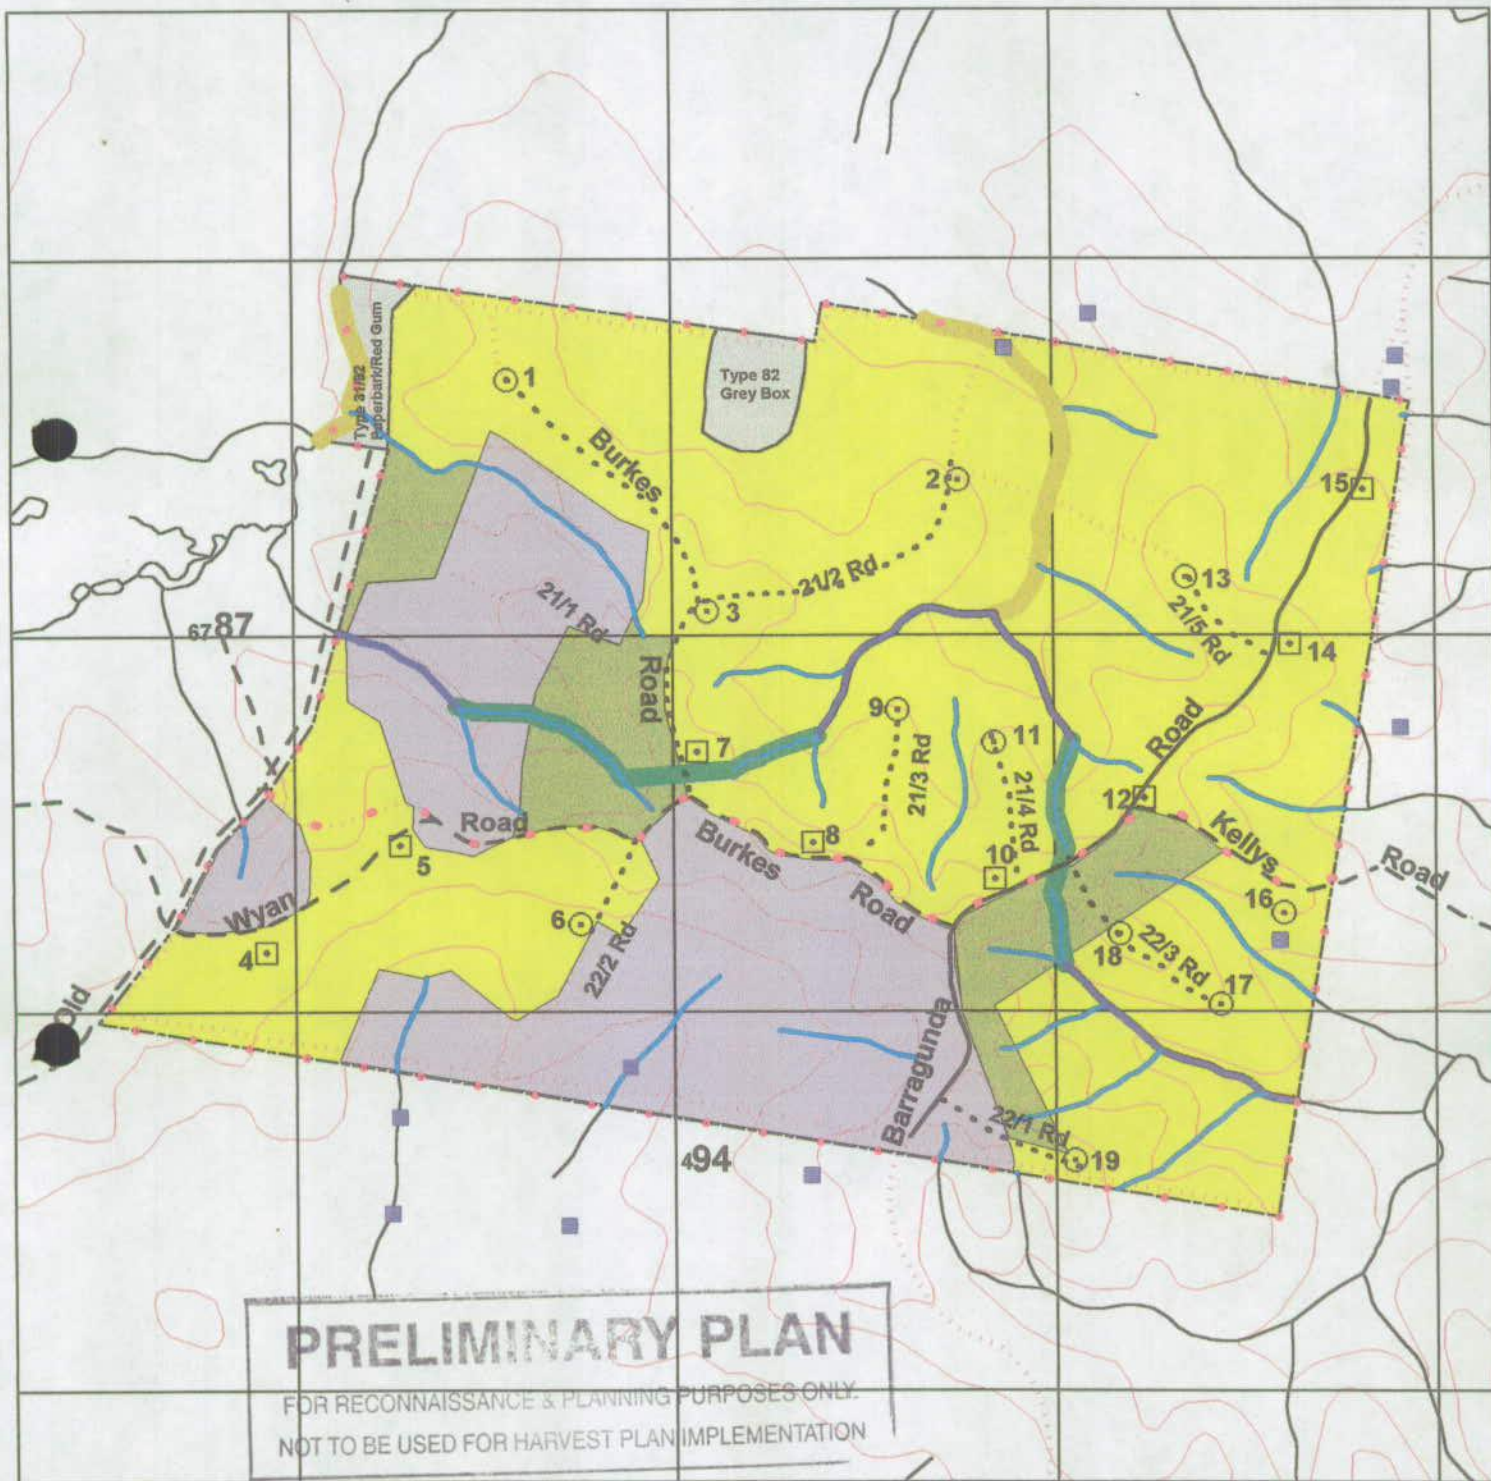 Type 31/82
Paperbark/Red Gum
Type 82
Grey Box
1
Burkes
2
15
21/2 Rd
13
3
21/1 Rd
21/5 Rd
6787
14
Road
9
11
7
Road
21/3 Rd
21/4 Rd
12
Road
8
Burkes
Kellys
5
10
Road
Road
Wyan
6
16
22/2 Rd
18
22/3 Rd
4
17
Old
Barragunda
22/1 Rd
19
494
PRELIMINARY PLAN
FOR RECONNAISSANCE & PLANNING PURPOSES ONLY.
NOT TO BE USED FOR HARVEST PLAN IMPLEMENTATION